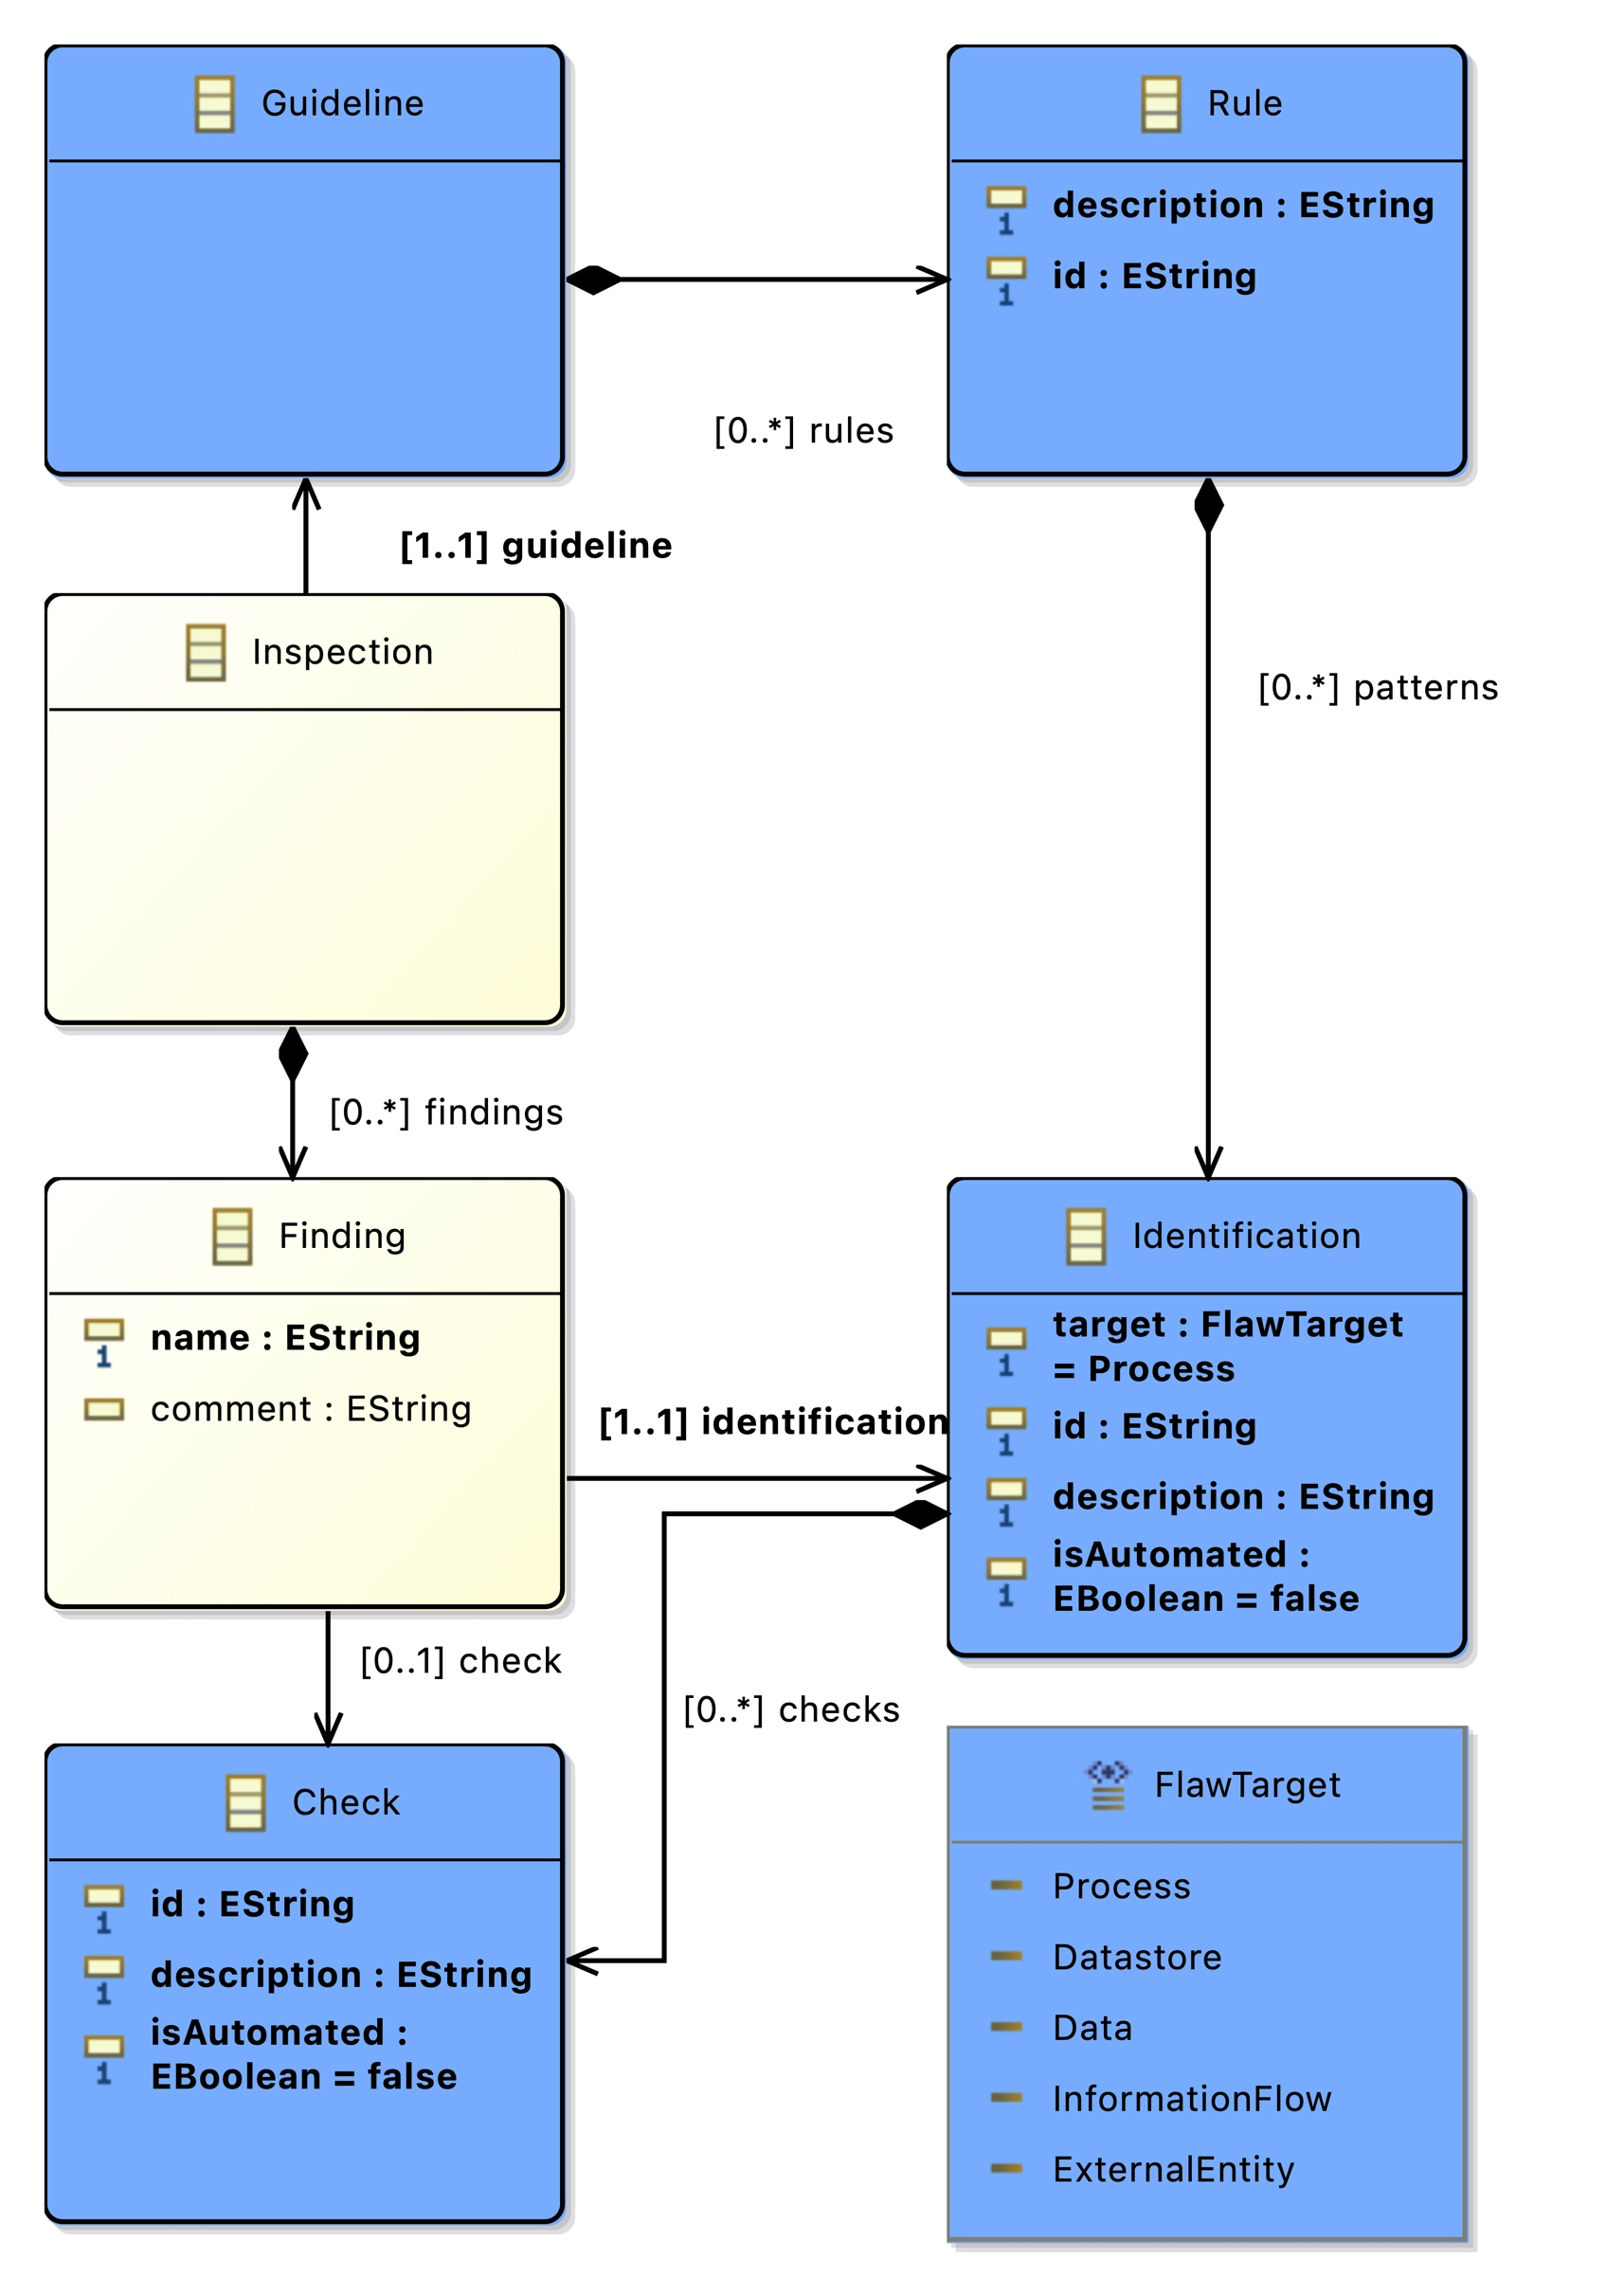 Guideline
Rule
description : EString
1
id : EString
1
[0..*] rules
[1..1] guideline
Inspection
[0..*] patterns
[0..*] findings
Finding
name : EString
1
comment : EString
[1..1] identification
Identification
target : FlawTarget
= Process
1
id : EString
1
description : EString
1
isAutomated :
EBoolean = false
1
[0..1] check
[0..*] checks
Check
id : EString
1
description : EString
1
isAutomated :
EBoolean = false
1
FlawTarget
Process
Datastore
Data
InformationFlow
ExternalEntity